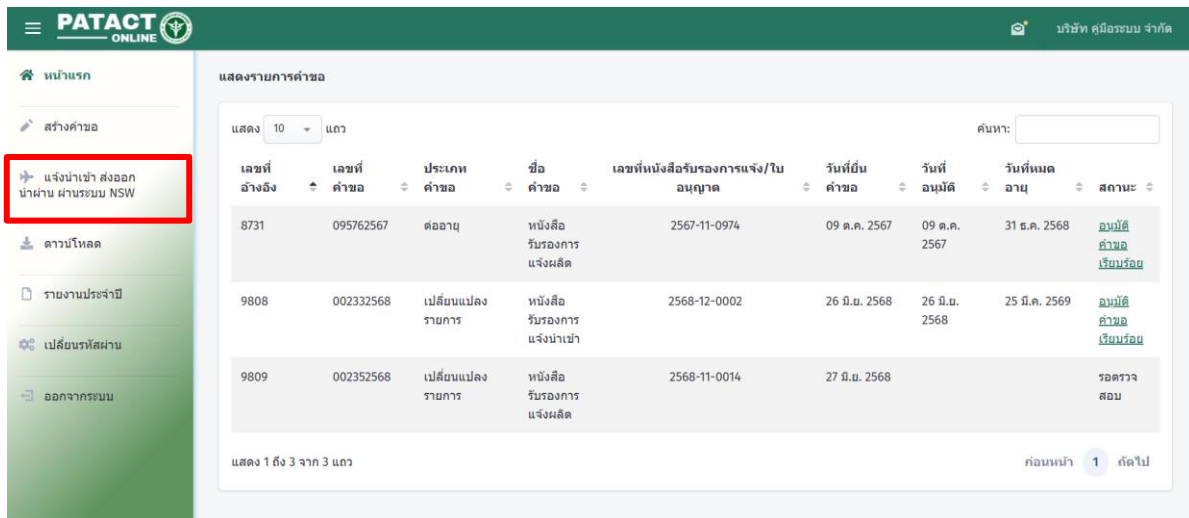 PATACT
ONLINE
บริษัท คู่มือระบบ จำกัด
หน้าแรก
สร้างคำขอ
แจ้งนำเข้า ส่งออก
นำผ่าน ผ่านระบบ NSW
ดาวน์โหลด
รายงานประจำปี
เปลี่ยนรหัสผ่าน
ออกจากระบบ
แสดงรายการคำขอ
แสดง 10 แถว
ค้นหา:
เลขที่ เลขที่ ประเภท ชื่อ เลขที่หนังสือรับรองการแจ้ง/ใบ วันที่ยื่น วันที่ วันที่หมด
อ้างอิง คำขอ คำขอ คำขอ อนุญาต คำขอ อนุมัติ อายุ สถานะ
8731 095762567 ต่ออายุ หนังสือ 2567-11-0974 09 ต.ค. 2567 09 ต.ค. 31 ธ.ค. 2568 อนุมัติ
รับรองการ 2567 คำขอ
แจ้งผลิต เรียบร้อย
9808 002332568 เปลี่ยนแปลง หนังสือ 2568-12-0002 26 มิ.ย. 2568 26 มิ.ย. 25 มี.ค. 2569 อนุมัติ
รายการ รับรองการ 2568 คำขอ
แจ้งนำเข้า เรียบร้อย
9809 002352568 เปลี่ยนแปลง หนังสือ 2568-11-0014 27 มิ.ย. 2568 รอตรวจ
รายการ รับรองการ สอบ
แจ้งผลิต
แสดง 1 ถึง 3 จาก 3 แถว
ก่อนหน้า 1 ถัดไป